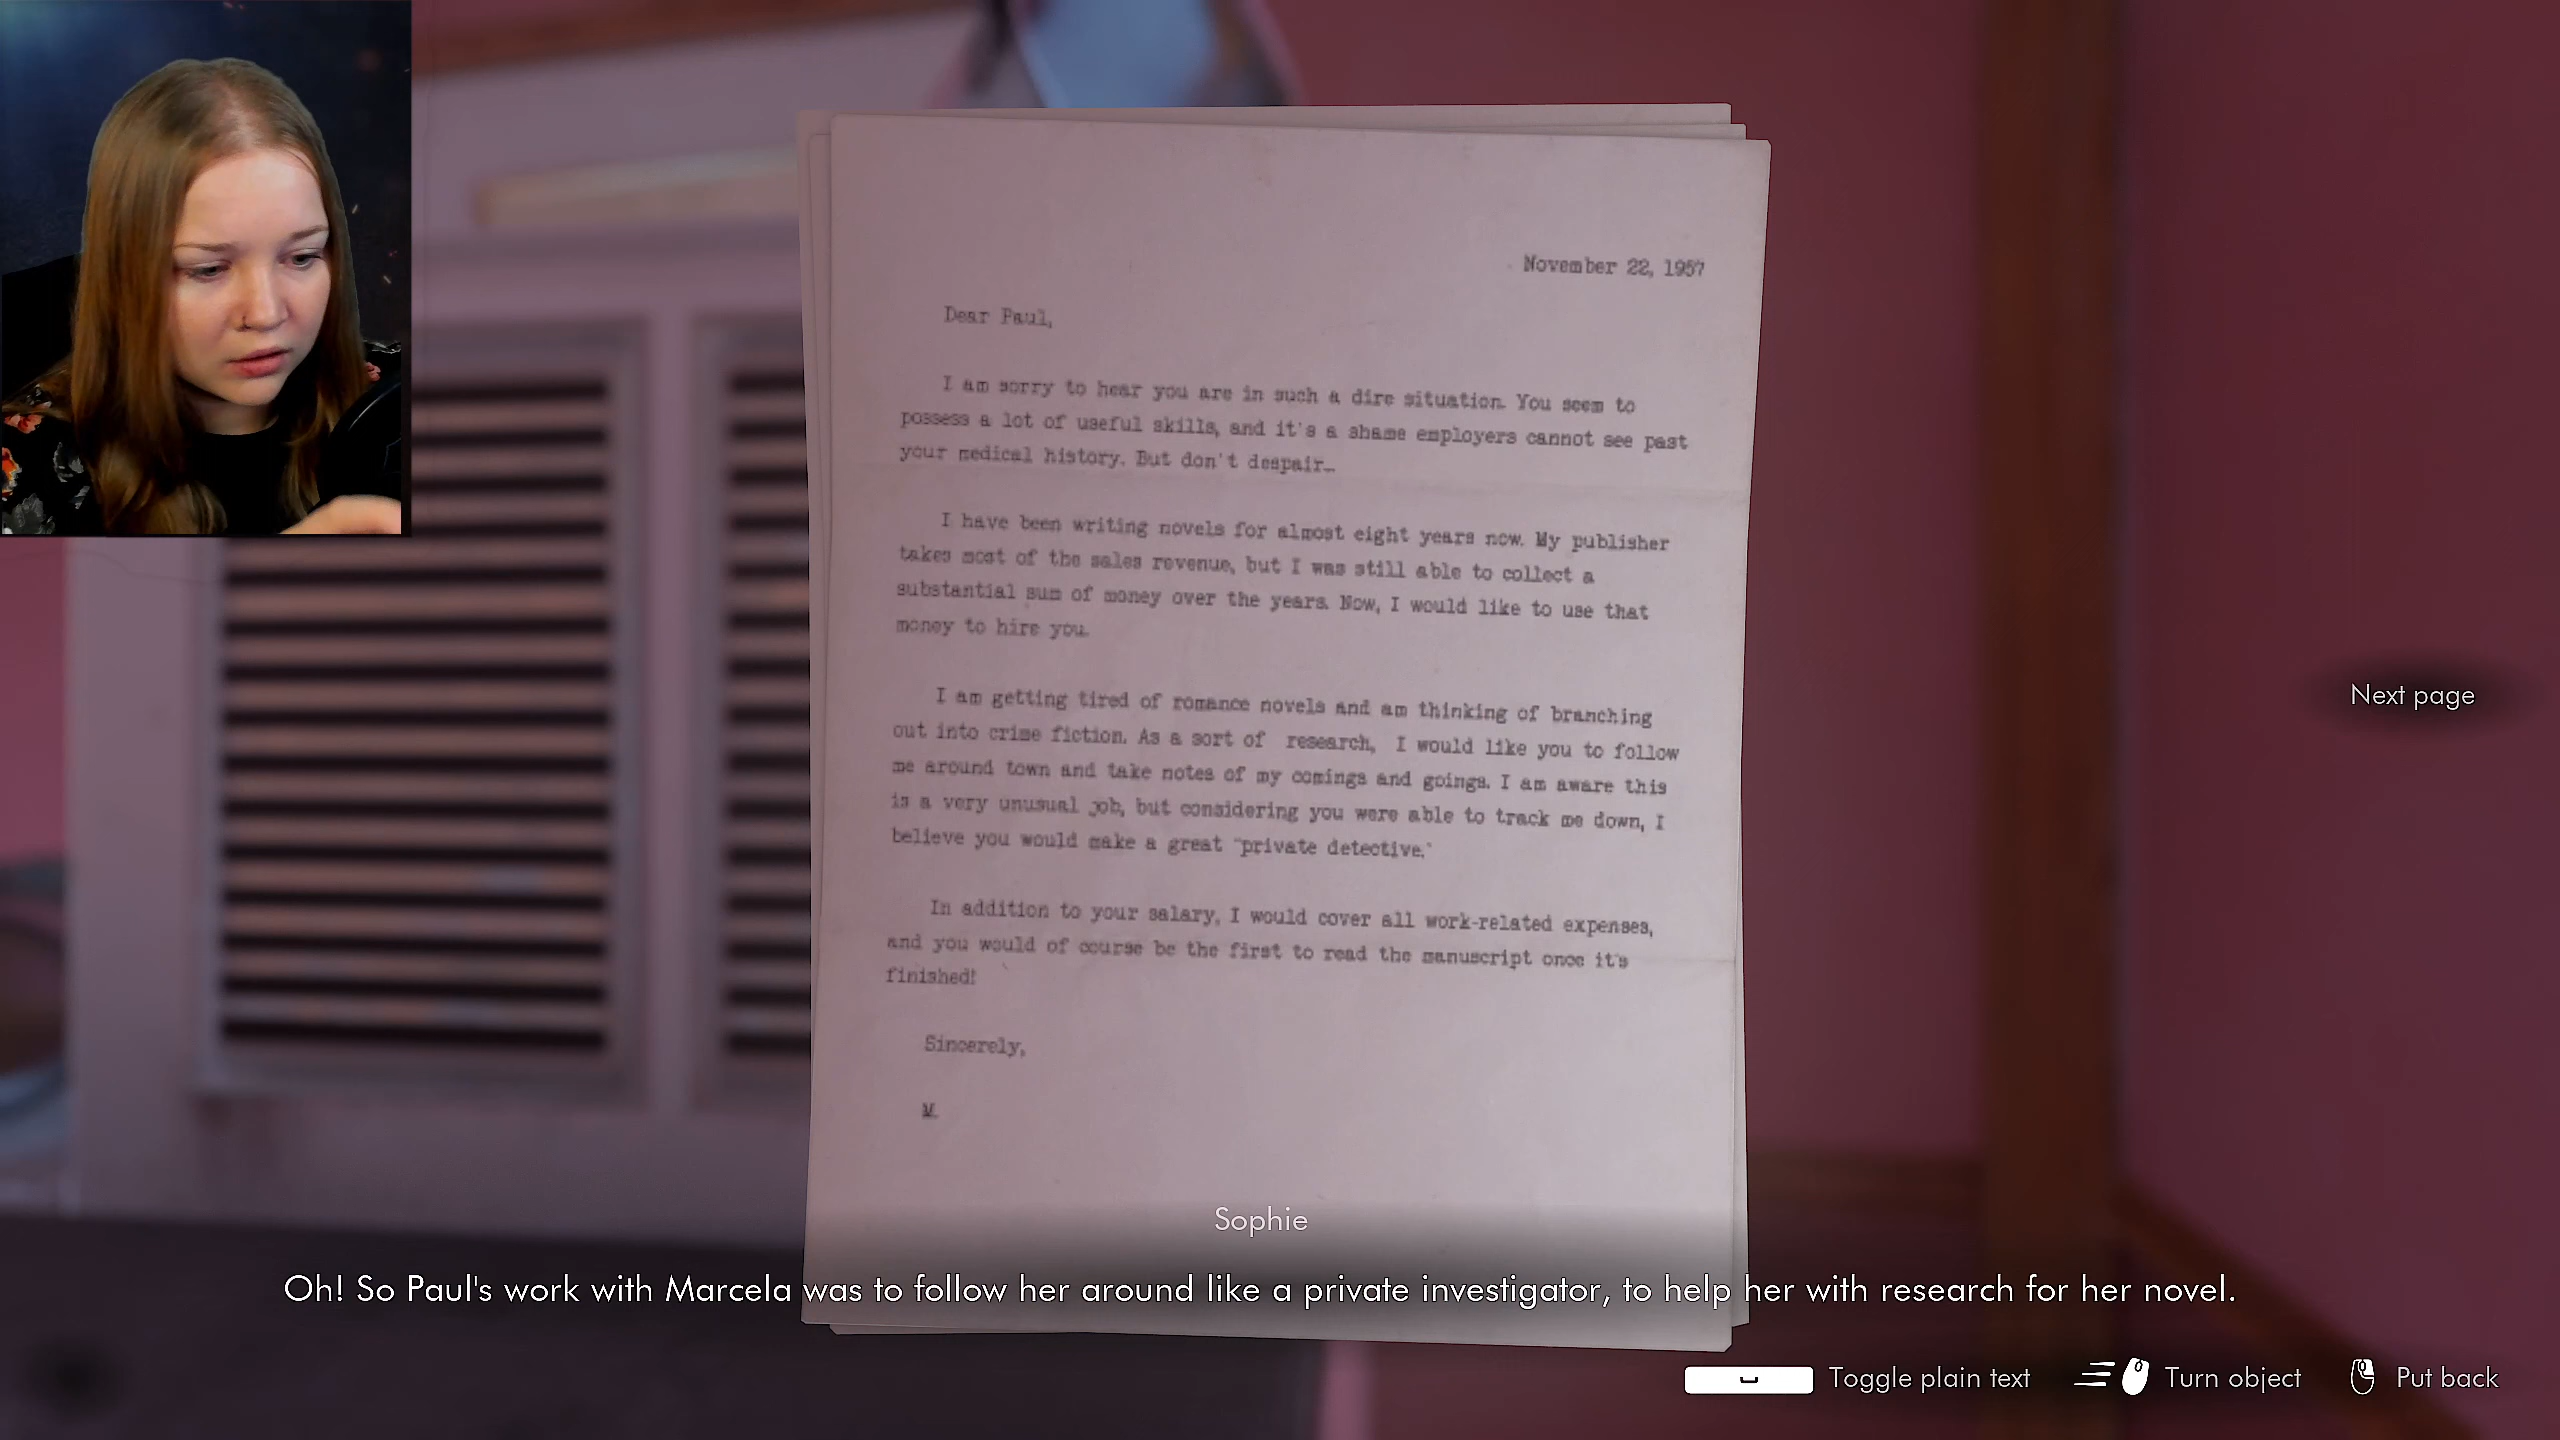 November 22, 1957
Dear Paul,
I am sorry to hear you are in such a dire situation. You seem to
possess a lot of useful skills, and it's a shame employers cannot see past
your medical history. But don't despair…
I have been writing novels for almost eight years now. My publisher
takes most of the sales revenue, but I was still able to collect a
substantial sum of money over the years. Now, I would like to use that
money to hire you.
I am getting tired of romance novels and am thinking of branching
out into crime fiction. As a sort of research, I would like you to follow
me around town and take notes of my comings and goings. I am aware this
is a very unusual job, but considering you were able to track me down, I
believe you would make a great "private detective."
In addition to your salary, I would cover all work-related expenses,
and you would of course be the first to read the manuscript once it's
finished!
Sincerely,
M.
Next page
Sophie
Oh! So Paul's work with Marcela was to follow her around like a private investigator, to help her with research for her novel.
Toggle plain text Turn object Put back